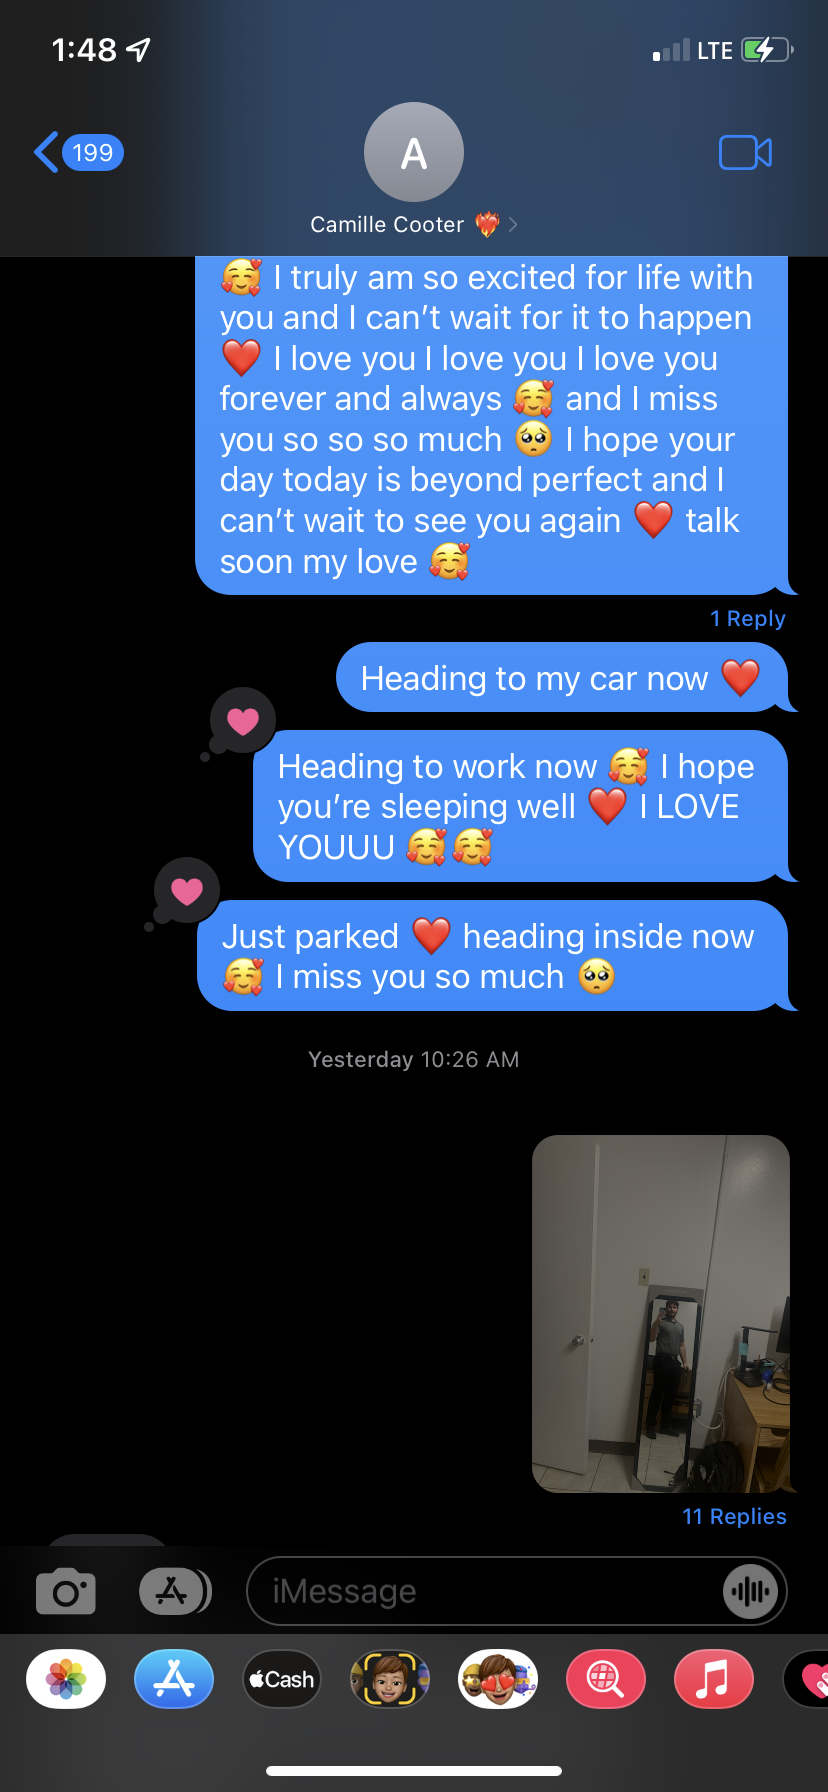 1:48 LTE
199
A
Camille Cooter ❤️‍🔥
🥰 I truly am so excited for life with
you and I can’t wait for it to happen
❤️ I love you I love you I love you
forever and always 🥰 and I miss
you so so so much 🥺 I hope your
day today is beyond perfect and I
can’t wait to see you again ❤️ talk
soon my love 🥰
1 Reply
Heading to my car now ❤️
Heading to work now 🥰 I hope
you’re sleeping well ❤️ I LOVE
YOUUU 🥰🥰
Just parked ❤️ heading inside now
🥰 I miss you so much 🥺
Yesterday 10:26 AM
11 Replies
iMessage
Cash